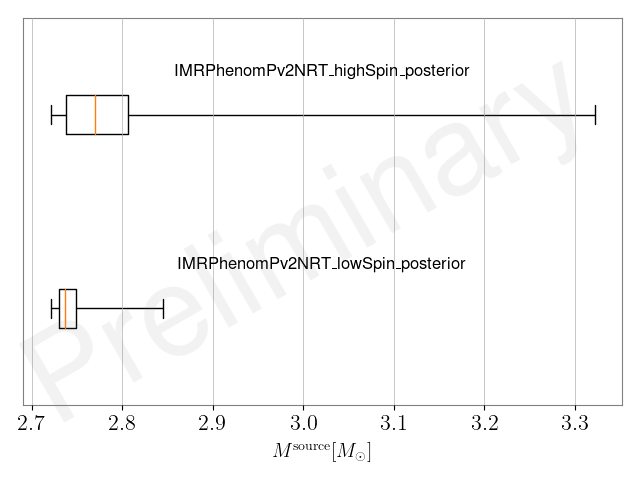 IMRPhenomPv2NRT_highSpin_posterior
Preliminary
IMRPhenomPv2NRT_lowSpin_posterior
2.7 2.8 2.9 3.0 3.1 3.2 3.3
M^source[M_⊙]